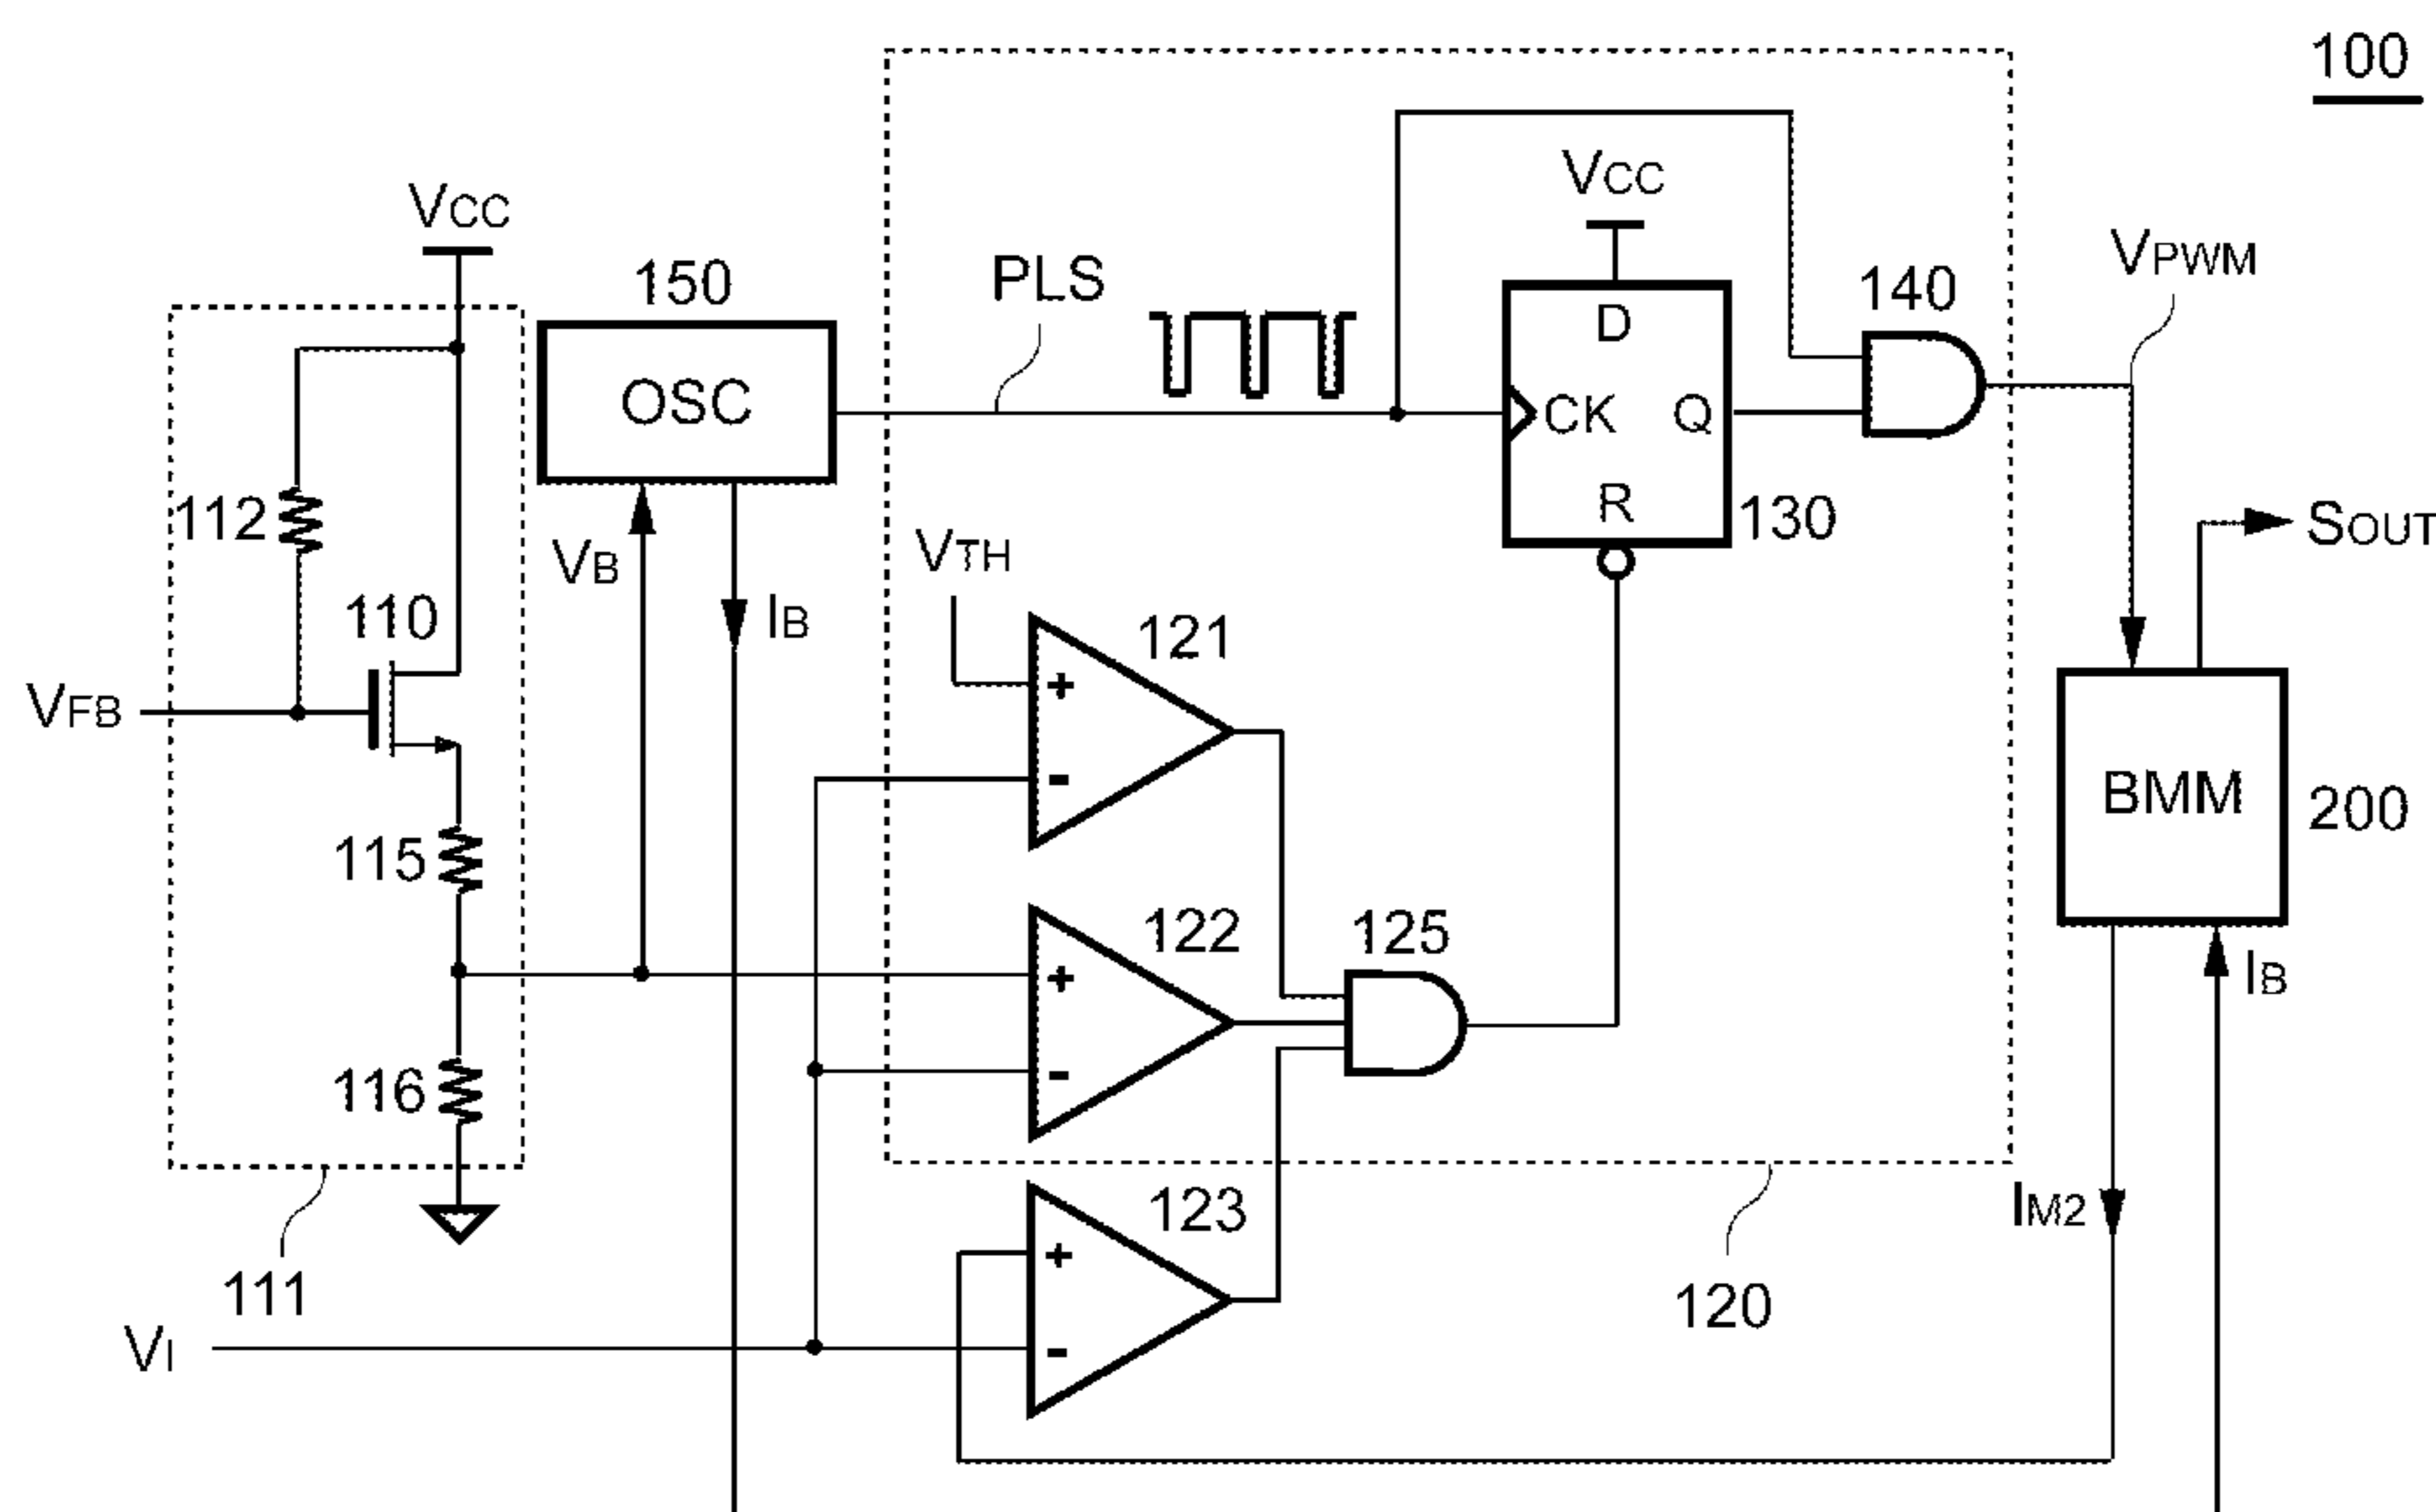 100
VCC
VCC
150
PLS
140
VPWM
OSC
D
CK
Q
R
112
130
SOUT
VB
VTH
110
IB
121
+
-
VFB
BMM
200
115
122
+
-
125
IB
116
123
+
-
IM2
111
120
VI